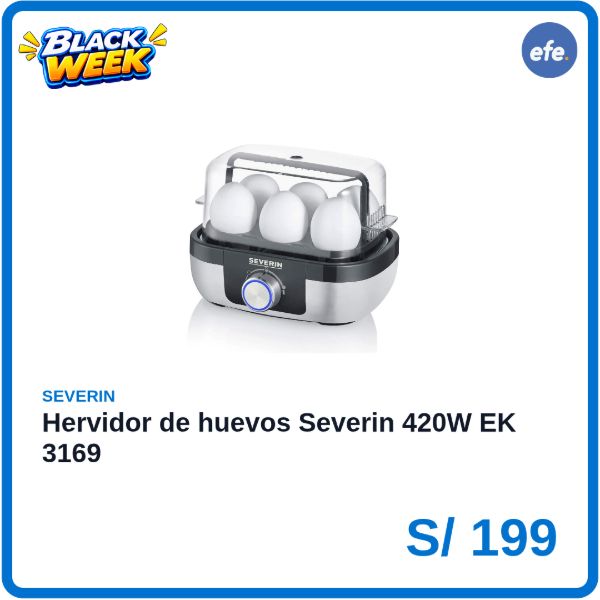 BLACK
WEEK
efe.
SEVERIN
SEVERIN
Hervidor de huevos Severin 420W EK
3169
S/ 199